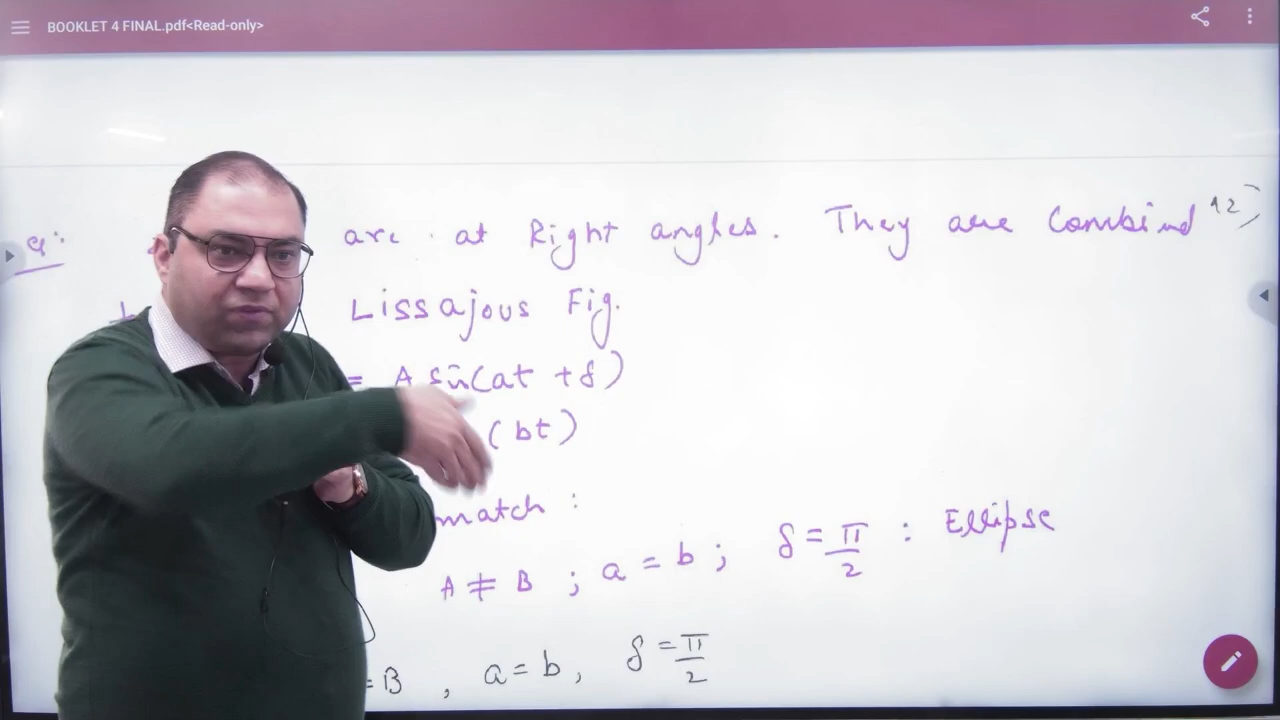 BOOKLET 4 FINAL.pdf<Read-only>
Q: are at Right angles. They are Combined 12)
Lissajous Fig.
= A sin(at + δ)
(bt)
match :
A ≠ B ; a = b ; δ = π/2 : Ellipse
= B , a = b , δ = π/2